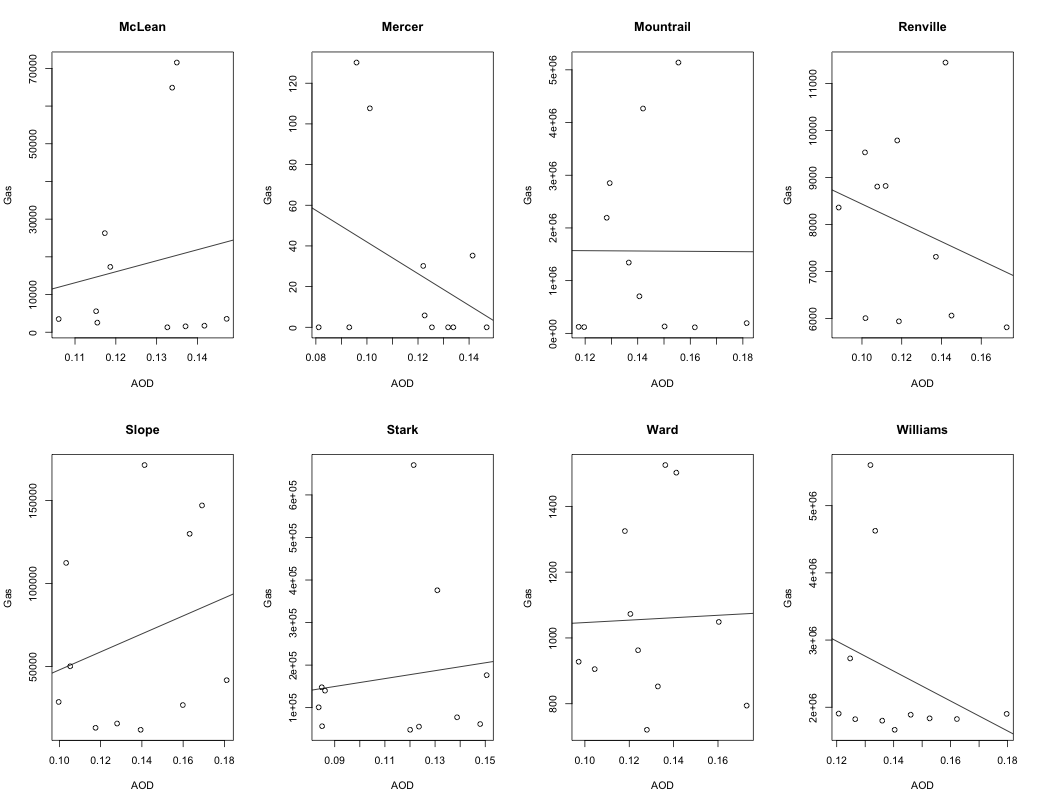 McLean
Gas
70000
50000
30000
10000
0
0.11 0.12 0.13 0.14
AOD
Mercer
Gas
120
100
80
60
40
20
0
0.08 0.10 0.12 0.14
AOD
Mountrail
Gas
5e+06
4e+06
3e+06
2e+06
1e+06
0e+00
0.12 0.14 0.16 0.18
AOD
Renville
Gas
11000
10000
9000
8000
7000
6000
0.10 0.12 0.14 0.16
AOD
Slope
Gas
150000
100000
50000
0.10 0.12 0.14 0.16 0.18
AOD
Stark
Gas
6e+05
5e+05
4e+05
3e+05
2e+05
1e+05
0.09 0.11 0.13 0.15
AOD
Ward
Gas
1400
1200
1000
800
0.10 0.12 0.14 0.16
AOD
Williams
Gas
5e+06
4e+06
3e+06
2e+06
0.12 0.14 0.16 0.18
AOD